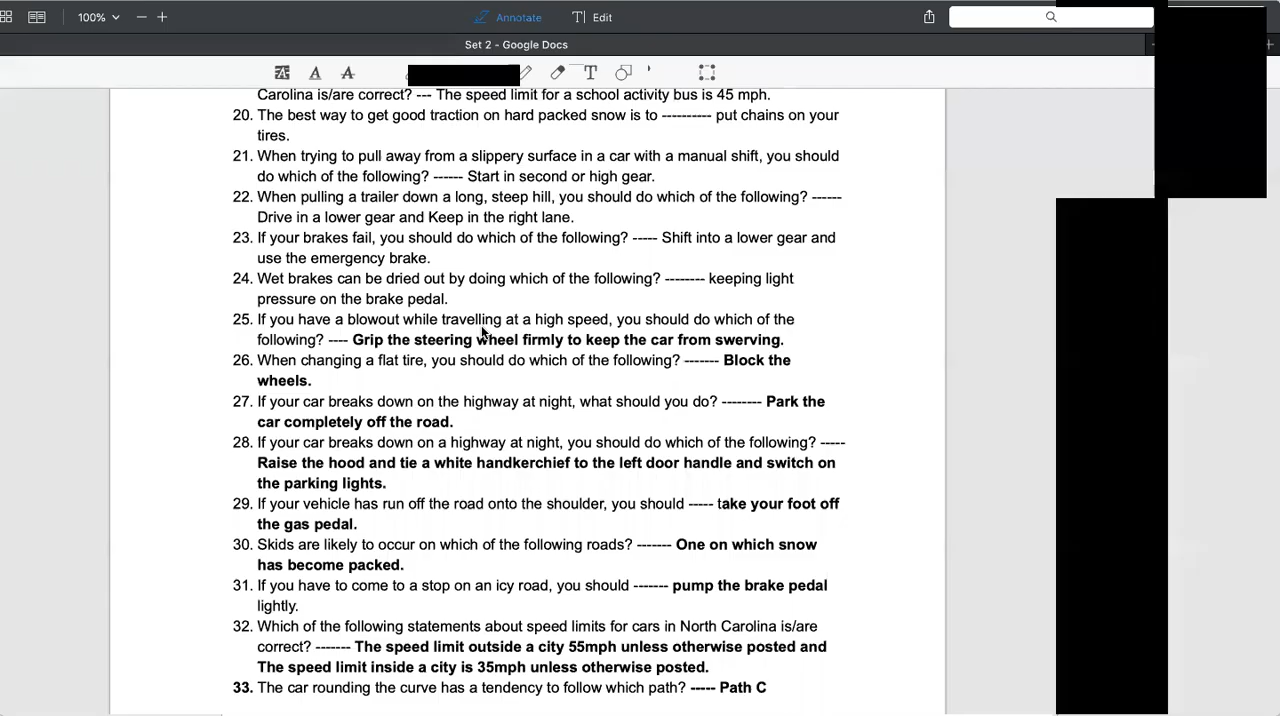 100%
Annotate
Edit
Set 2 - Google Docs
Carolina is/are correct? --- The speed limit for a school activity bus is 45 mph.
20. The best way to get good traction on hard packed snow is to ---------- put chains on your
tires.
21. When trying to pull away from a slippery surface in a car with a manual shift, you should
do which of the following? ------ Start in second or high gear.
22. When pulling a trailer down a long, steep hill, you should do which of the following? ------
Drive in a lower gear and Keep in the right lane.
23. If your brakes fail, you should do which of the following? ----- Shift into a lower gear and
use the emergency brake.
24. Wet brakes can be dried out by doing which of the following? -------- keeping light
pressure on the brake pedal.
25. If you have a blowout while travelling at a high speed, you should do which of the
following? ---- Grip the steering wheel firmly to keep the car from swerving.
26. When changing a flat tire, you should do which of the following? ------- Block the
wheels.
27. If your car breaks down on the highway at night, what should you do? -------- Park the
car completely off the road.
28. If your car breaks down on a highway at night, you should do which of the following? -----
Raise the hood and tie a white handkerchief to the left door handle and switch on
the parking lights.
29. If your vehicle has run off the road onto the shoulder, you should ----- take your foot off
the gas pedal.
30. Skids are likely to occur on which of the following roads? ------- One on which snow
has become packed.
31. If you have to come to a stop on an icy road, you should ------- pump the brake pedal
lightly.
32. Which of the following statements about speed limits for cars in North Carolina is/are
correct? ------- The speed limit outside a city 55mph unless otherwise posted and
The speed limit inside a city is 35mph unless otherwise posted.
33. The car rounding the curve has a tendency to follow which path? ----- Path C